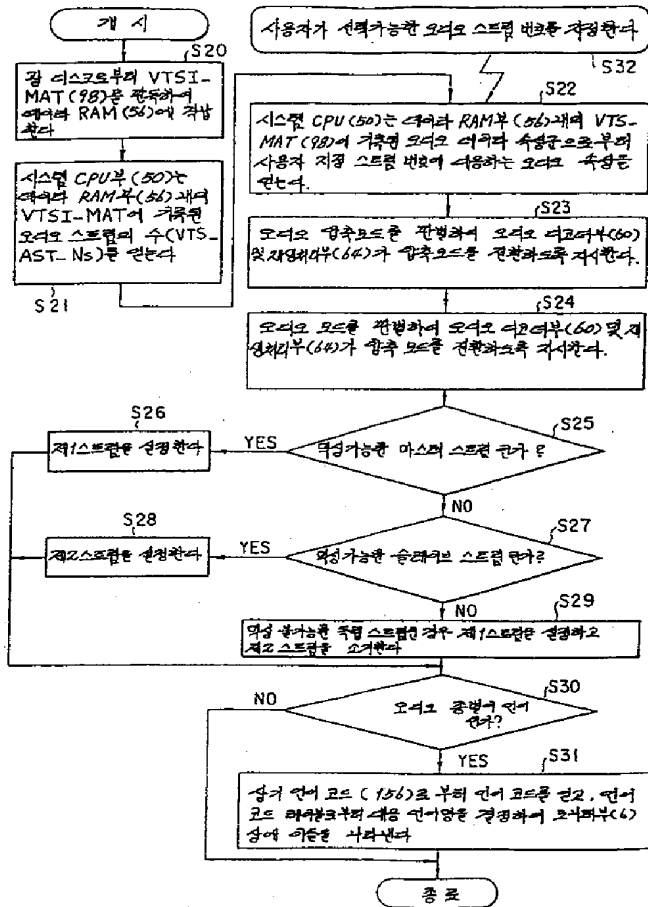 개 시
S20
광 디스크로부터 VTSI_
MAT(98)을 판독하여
데이타 RAM(56)에 격납
한다
시스템 CPU부(50)는
데이타 RAM부(56)내의
VTSI_MAT에 기록된
오디오 스트림의 수(VTS_
AST_Ns)를 얻는다
S21
사용자가 선택가능한 오디오 스트림 번호를 지정한다
S32
S22
시스템 CPU(50)는 데이타 RAM부(56)내의 VTS_
MAT(98)에 기록된 오디오 데이타 속성군으로부터
사용자 지정 스트림 번호에 대응하는 오디오 속성을
얻는다.
S23
오디오 압축모드를 판별하여 오디오 디코더부(60)
및 재생처리부(64)가 압축모드를 전환하도록 지시한다.
S24
오디오 모드를 판별하여 오디오 디코더부(60) 및 재
생처리부(64)가 압축 모드를 전환하도록 지시한다.
S25
믹싱가능한 마스터 스트림 인가?
YES
S26
제1스트림을 설정한다
NO
S27
믹싱가능한 슬레이브 스트림 인가?
YES
S28
제2스트림을 설정한다
NO
S29
믹싱 불가능한 독립 스트림인 경우 제1스트림을 설정하고
제2 스트림을 소거한다
S30
오디오 종별이 언어
인가?
NO
YES
S31
상기 언어 코드(156)로 부터 언어 코드를 얻고, 언어
코드 테이블로부터 대응 언어명을 결정하여 모니터부(6)
상에 이들을 나타낸다
종료